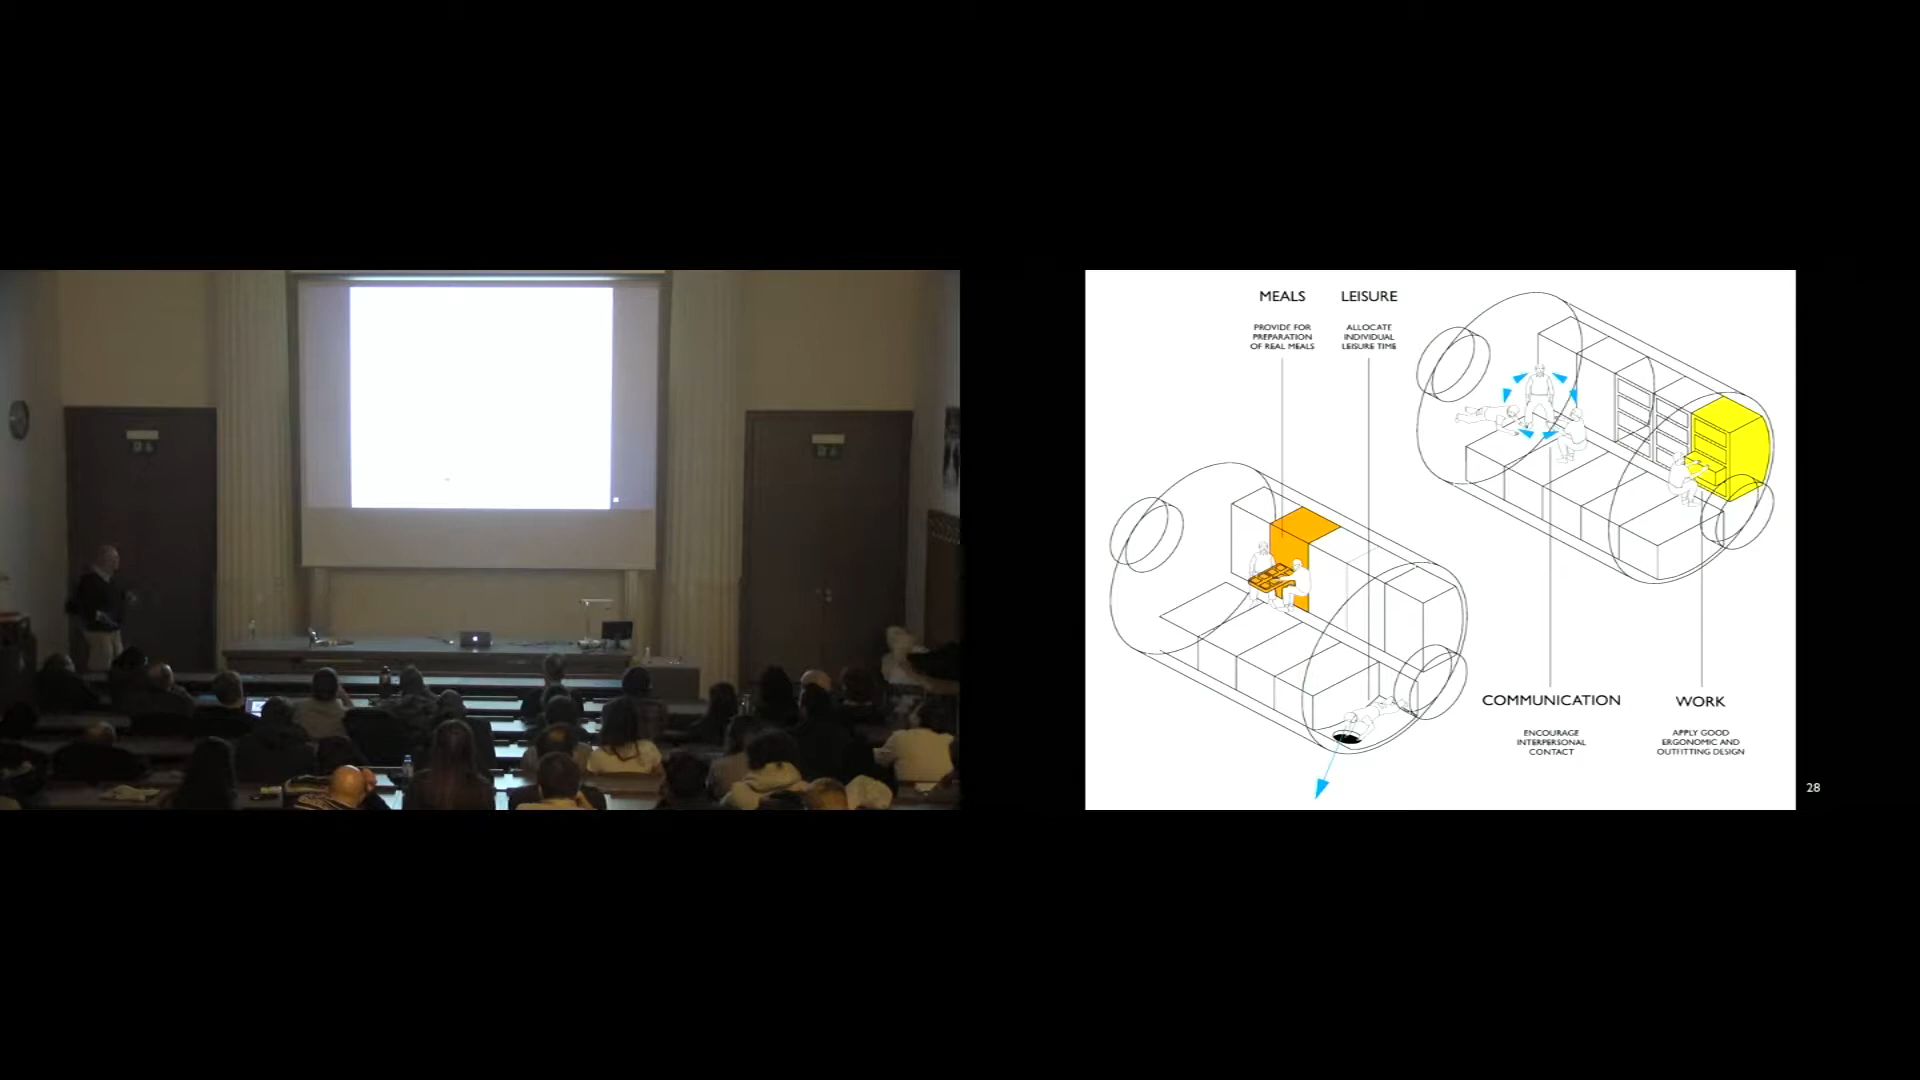 MEALS
PROVIDE FOR
PREPARATION
OF REAL MEALS
LEISURE
ALLOCATE
INDIVIDUAL
LEISURE TIME
COMMUNICATION
ENCOURAGE
INTERPERSONAL
CONTACT
WORK
APPLY GOOD
ERGONOMIC AND
OUTFITTING DESIGN
28